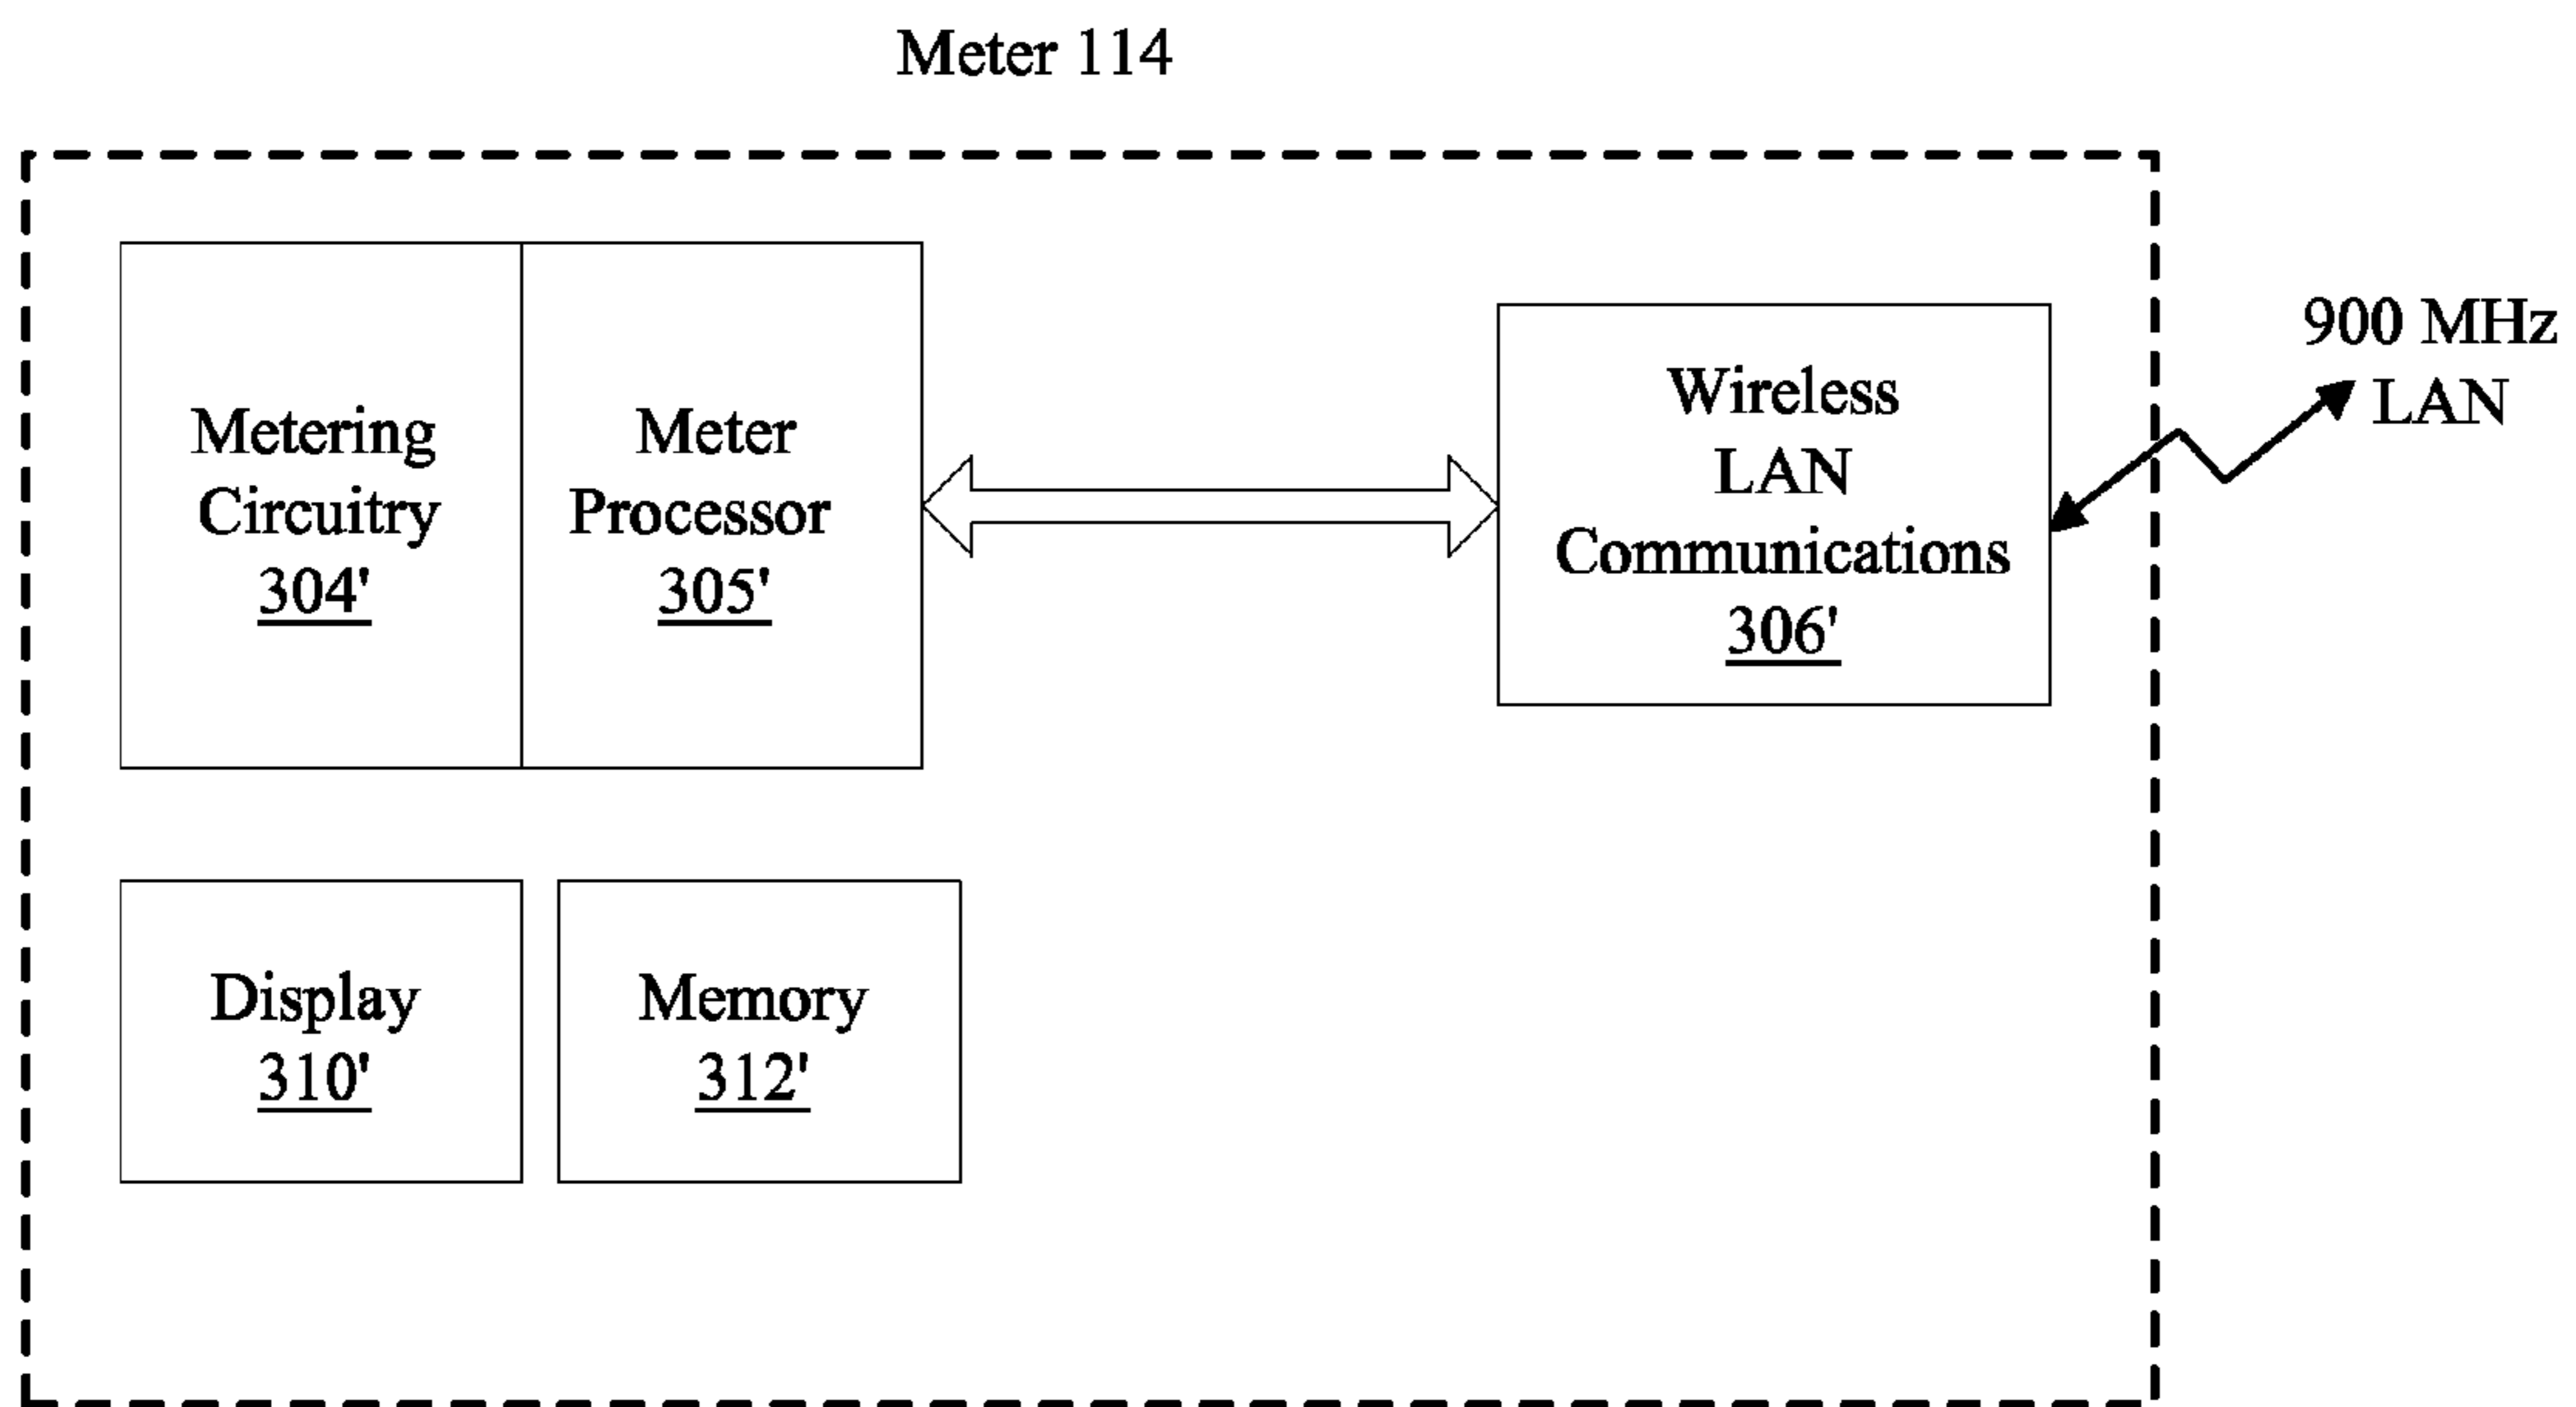 Meter 114
Metering
Circuitry
304'
Meter
Processor
305'
Wireless
LAN
Communications
306'
900 MHz
LAN
Display
310'
Memory
312'